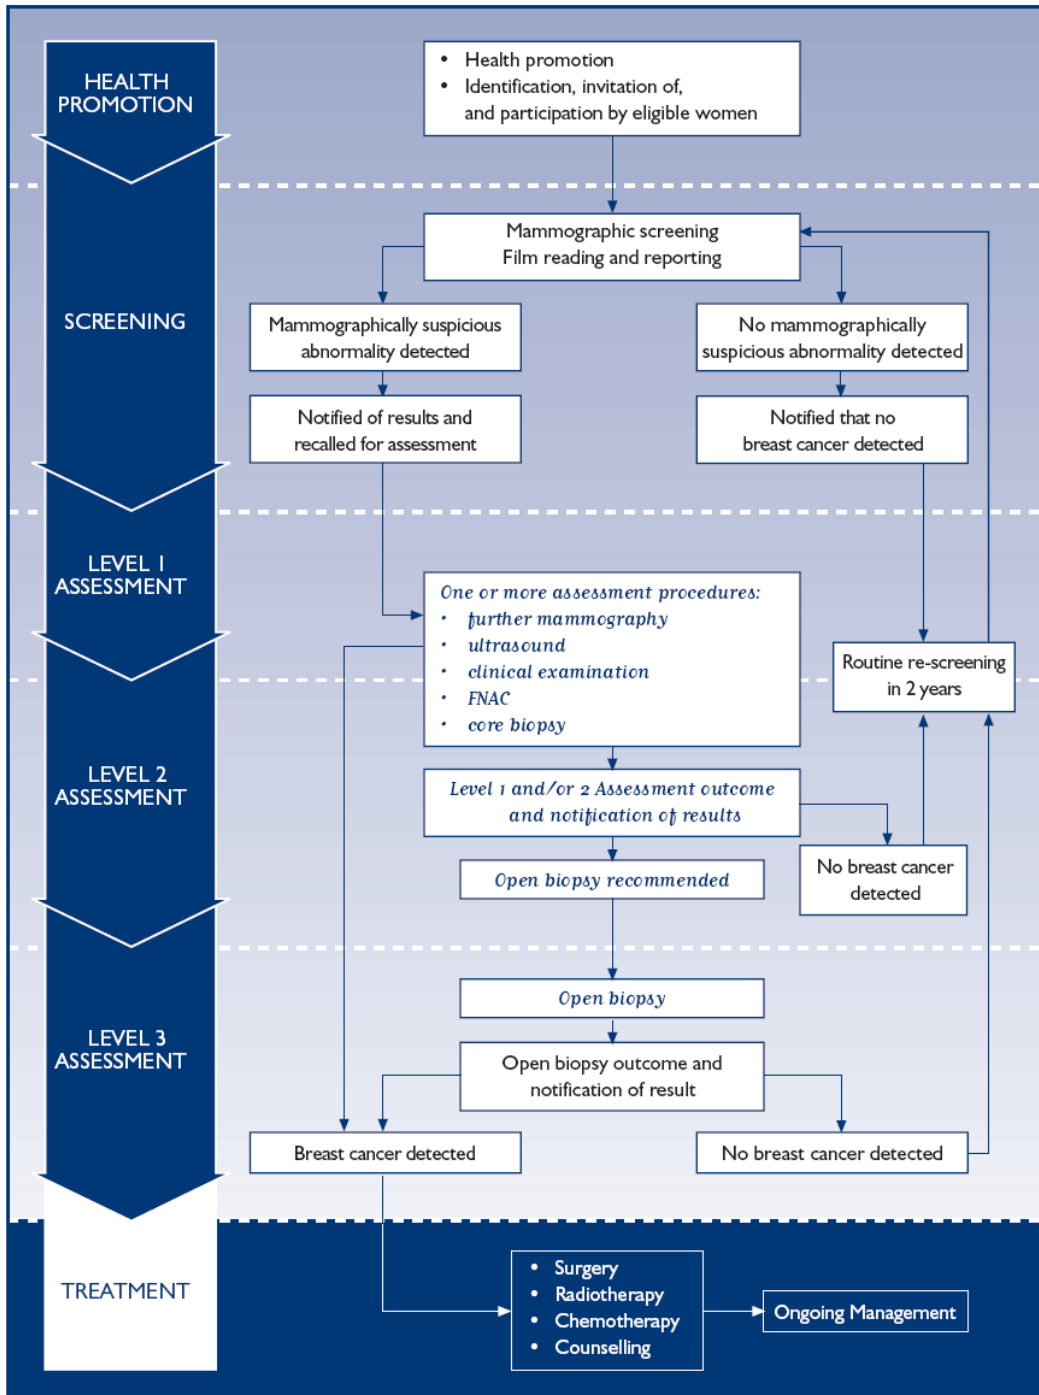 HEALTH
PROMOTION
• Health promotion
• Identification, invitation of,
and participation by eligible women
SCREENING
Mammographic screening
Film reading and reporting
Mammographically suspicious
abnormality detected
No mammographically
suspicious abnormality detected
Notified of results and
recalled for assessment
Notified that no
breast cancer detected
LEVEL 1
ASSESSMENT
One or more assessment procedures:
• further mammography
• ultrasound
• clinical examination
• FNAC
• core biopsy
Routine re-screening
in 2 years
LEVEL 2
ASSESSMENT
Level 1 and/or 2 Assessment outcome
and notification of results
Open biopsy recommended
No breast cancer
detected
LEVEL 3
ASSESSMENT
Open biopsy
Open biopsy outcome and
notification of result
Breast cancer detected
No breast cancer detected
TREATMENT
• Surgery
• Radiotherapy
• Chemotherapy
• Counselling
Ongoing Management